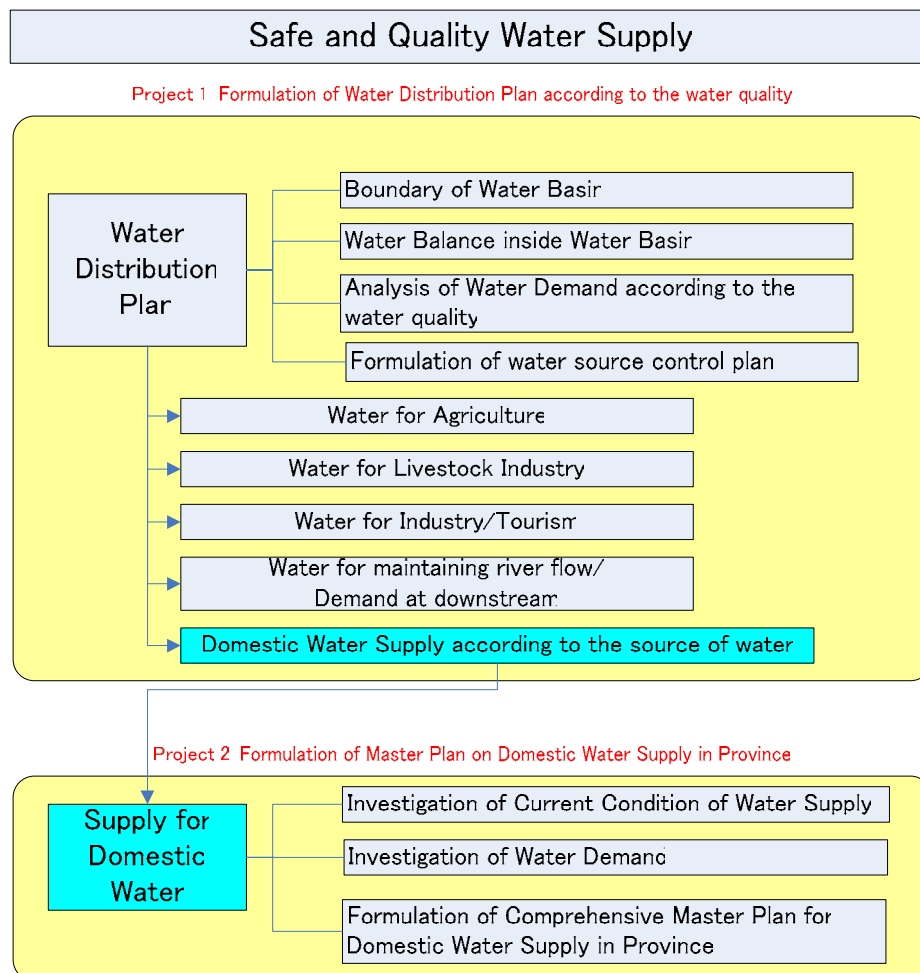 Safe and Quality Water Supply
Project 1 Formulation of Water Distribution Plan according to the water quality
Water
Distribution
Plar
Boundary of Water Basir
Water Balance inside Water Basir
Analysis of Water Demand according to the
water quality
Formulation of water source control plan
Water for Agriculture
Water for Livestock Industry
Water for Industry/Tourism
Water for maintaining river flow/
Demand at downstream
Domestic Water Supply according to the source of water
Project 2 Formulation of Master Plan on Domestic Water Supply in Province
Supply for
Domestic
Water
Investigation of Current Condition of Water Supply
Investigation of Water Demand
Formulation of Comprehensive Master Plan for
Domestic Water Supply in Province